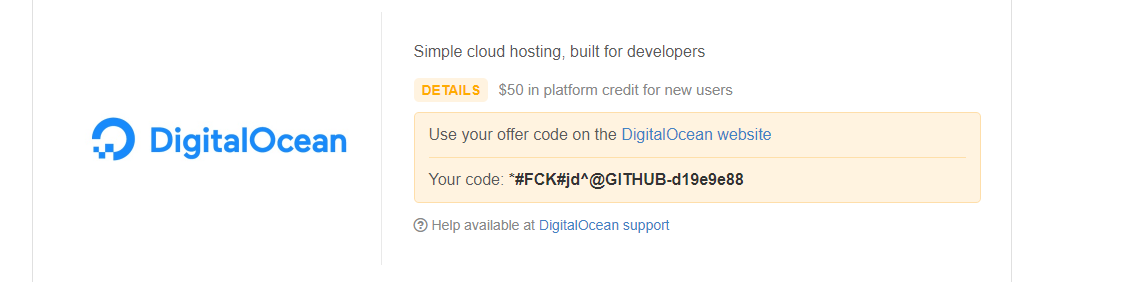 Simple cloud hosting, built for developers
DETAILS $50 in platform credit for new users
DigitalOcean
Use your offer code on the DigitalOcean website
Your code: *#FCK#jd^@GITHUB-d19e9e88
Help available at DigitalOcean support